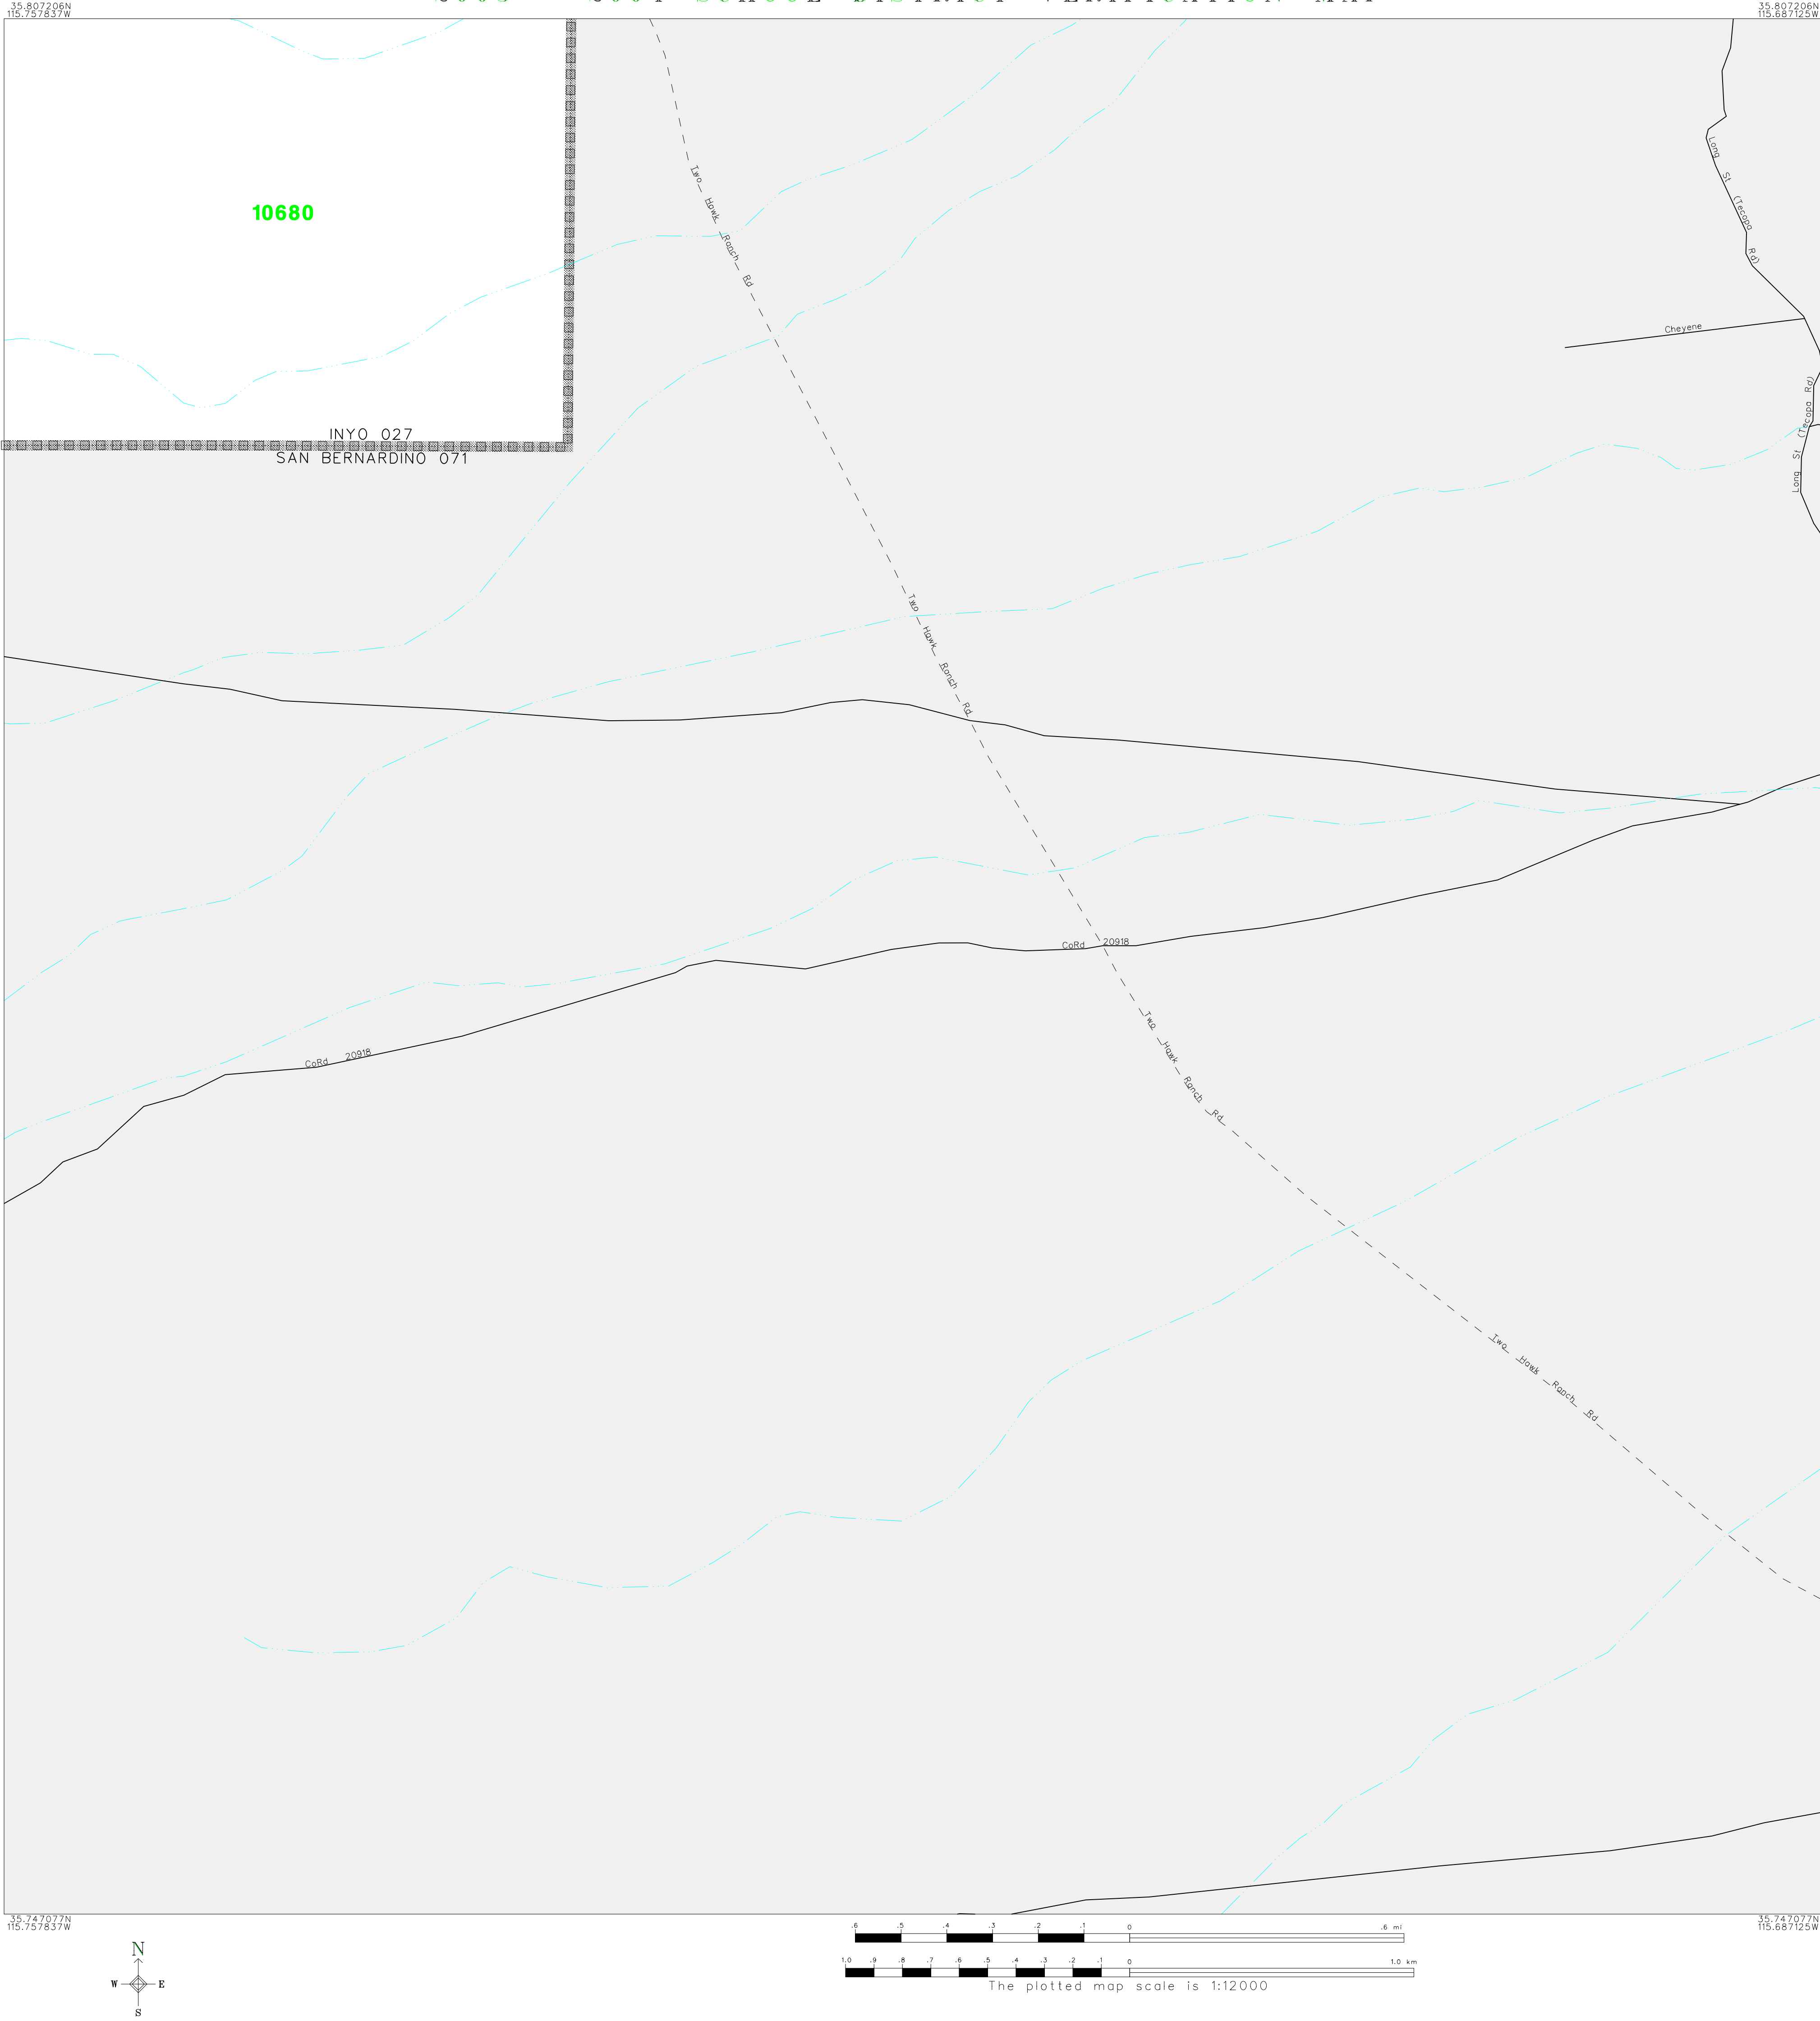 SCHOOL DISTRICT VERIFICATION MAP
35.807206N
115.757837W
35.807206N
115.687125W
10680
INYO 027
SAN BERNARDINO 071
Two Hawk Ranch Rd
Long St (Tecopa Rd)
Cheyene
Long St (Tecopa Rd)
Two Hawk Ranch Rd
CoRd 20918
CoRd 20918
Two Hawk Ranch Rd
Two Hawk Ranch Rd
35.747077N
115.757837W
35.747077N
115.687125W
.6 .5 .4 .3 .2 .1 0 .6 mi
1.0 .9 .8 .7 .6 .5 .4 .3 .2 .1 0 1.0 km
The plotted map scale is 1:12000
N
W E
S